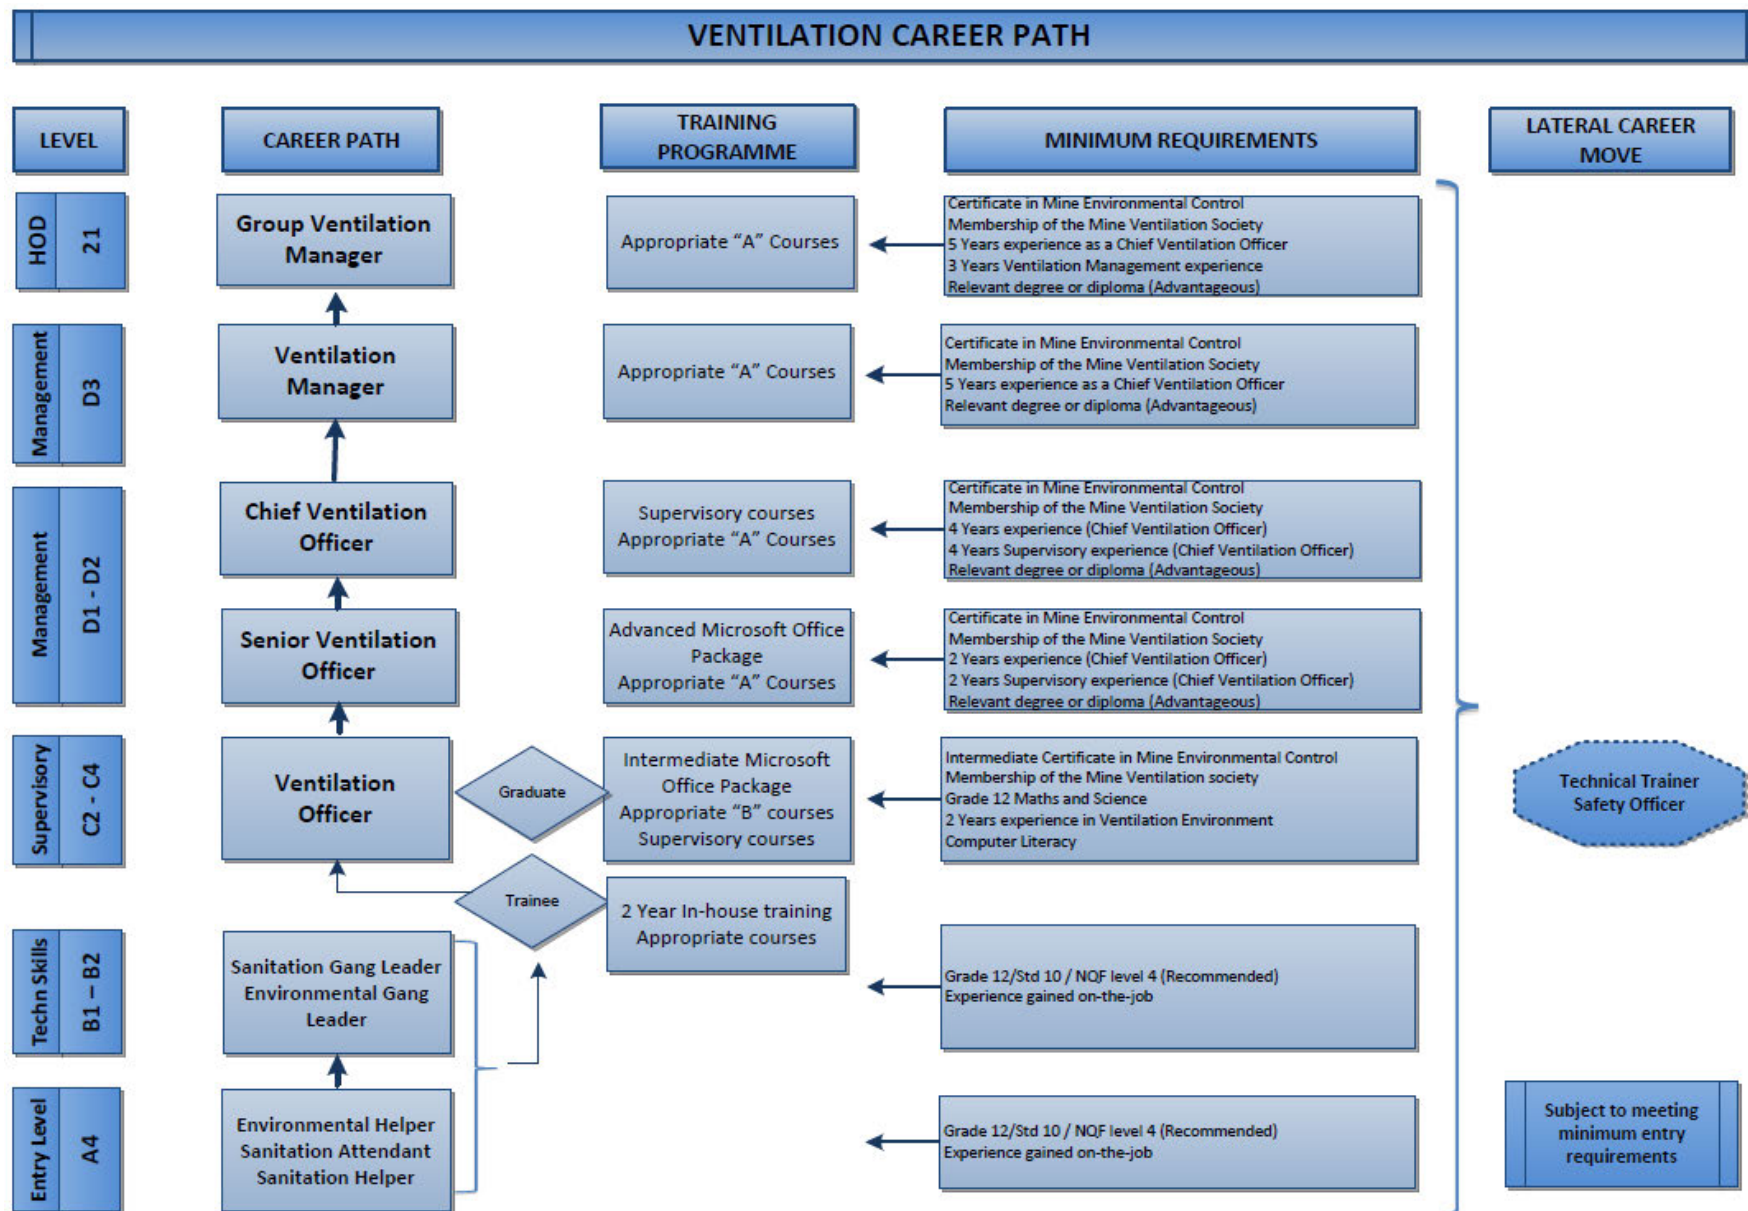 VENTILATION CAREER PATH
LEVEL
CAREER PATH
TRAINING
PROGRAMME
MINIMUM REQUIREMENTS
LATERAL CAREER
MOVE
HOD
21
Group Ventilation
Manager
Appropriate “A” Courses
Certificate in Mine Environmental Control
Membership of the Mine Ventilation Society
5 Years experience as a Chief Ventilation Officer
3 Years Ventilation Management experience
Relevant degree or diploma (Advantageous)
Management
D3
Ventilation
Manager
Appropriate “A” Courses
Certificate in Mine Environmental Control
Membership of the Mine Ventilation Society
5 Years experience as a Chief Ventilation Officer
Relevant degree or diploma (Advantageous)
Management
D1 - D2
Chief Ventilation
Officer
Supervisory courses
Appropriate “A” Courses
Certificate in Mine Environmental Control
Membership of the Mine Ventilation Society
4 Years experience (Chief Ventilation Officer)
4 Years Supervisory experience (Chief Ventilation Officer)
Relevant degree or diploma (Advantageous)
Senior Ventilation
Officer
Advanced Microsoft Office
Package
Appropriate “A” Courses
Certificate in Mine Environmental Control
Membership of the Mine Ventilation Society
2 Years experience (Chief Ventilation Officer)
2 Years Supervisory experience (Chief Ventilation Officer)
Relevant degree or diploma (Advantageous)
Supervisory
C2 - C4
Ventilation
Officer
Graduate
Intermediate Microsoft
Office Package
Appropriate “B” courses
Supervisory courses
Intermediate Certificate in Mine Environmental Control
Membership of the Mine Ventilation society
Grade 12 Maths and Science
2 Years experience in Ventilation Environment
Computer Literacy
Technical Trainer
Safety Officer
Trainee
2 Year In-house training
Appropriate courses
Techn Skills
B1 – B2
Sanitation Gang Leader
Environmental Gang
Leader
Grade 12/Std 10 / NQF level 4 (Recommended)
Experience gained on-the-job
Entry Level
A4
Environmental Helper
Sanitation Attendant
Sanitation Helper
Grade 12/Std 10 / NQF level 4 (Recommended)
Experience gained on-the-job
Subject to meeting
minimum entry
requirements